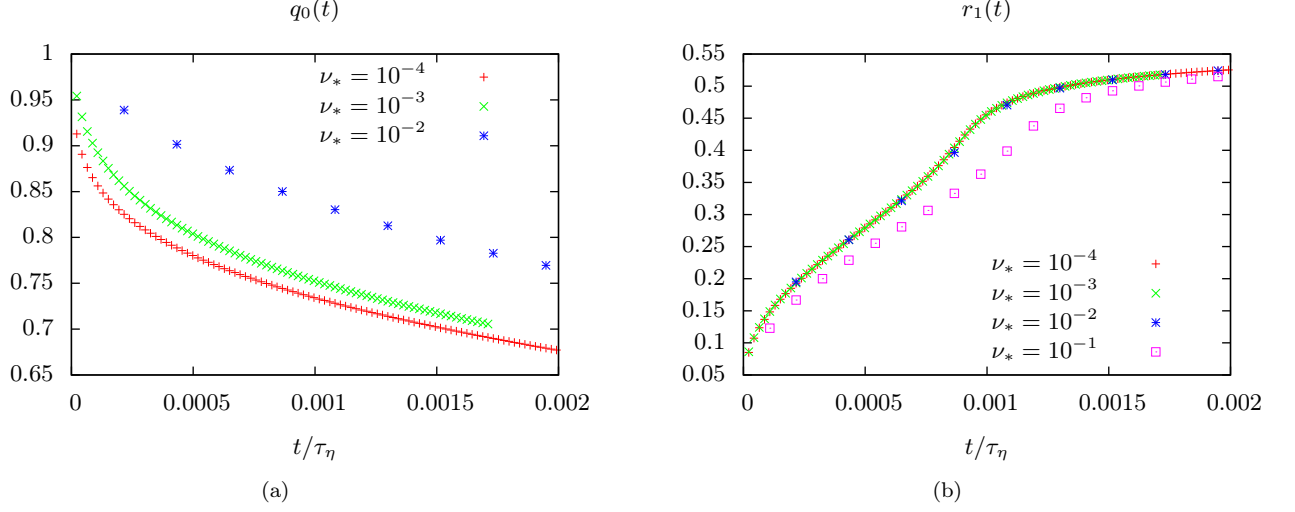 q₀(t)
1
0.95
0.9
0.85
0.8
0.75
0.7
0.65
ν* = 10⁻⁴
ν* = 10⁻³
ν* = 10⁻²
0 0.0005 0.001 0.0015 0.002
t/τ_η
(a)
r₁(t)
0.55
0.5
0.45
0.4
0.35
0.3
0.25
0.2
0.15
0.1
0.05
ν* = 10⁻⁴
ν* = 10⁻³
ν* = 10⁻²
ν* = 10⁻¹
0 0.0005 0.001 0.0015 0.002
t/τ_η
(b)